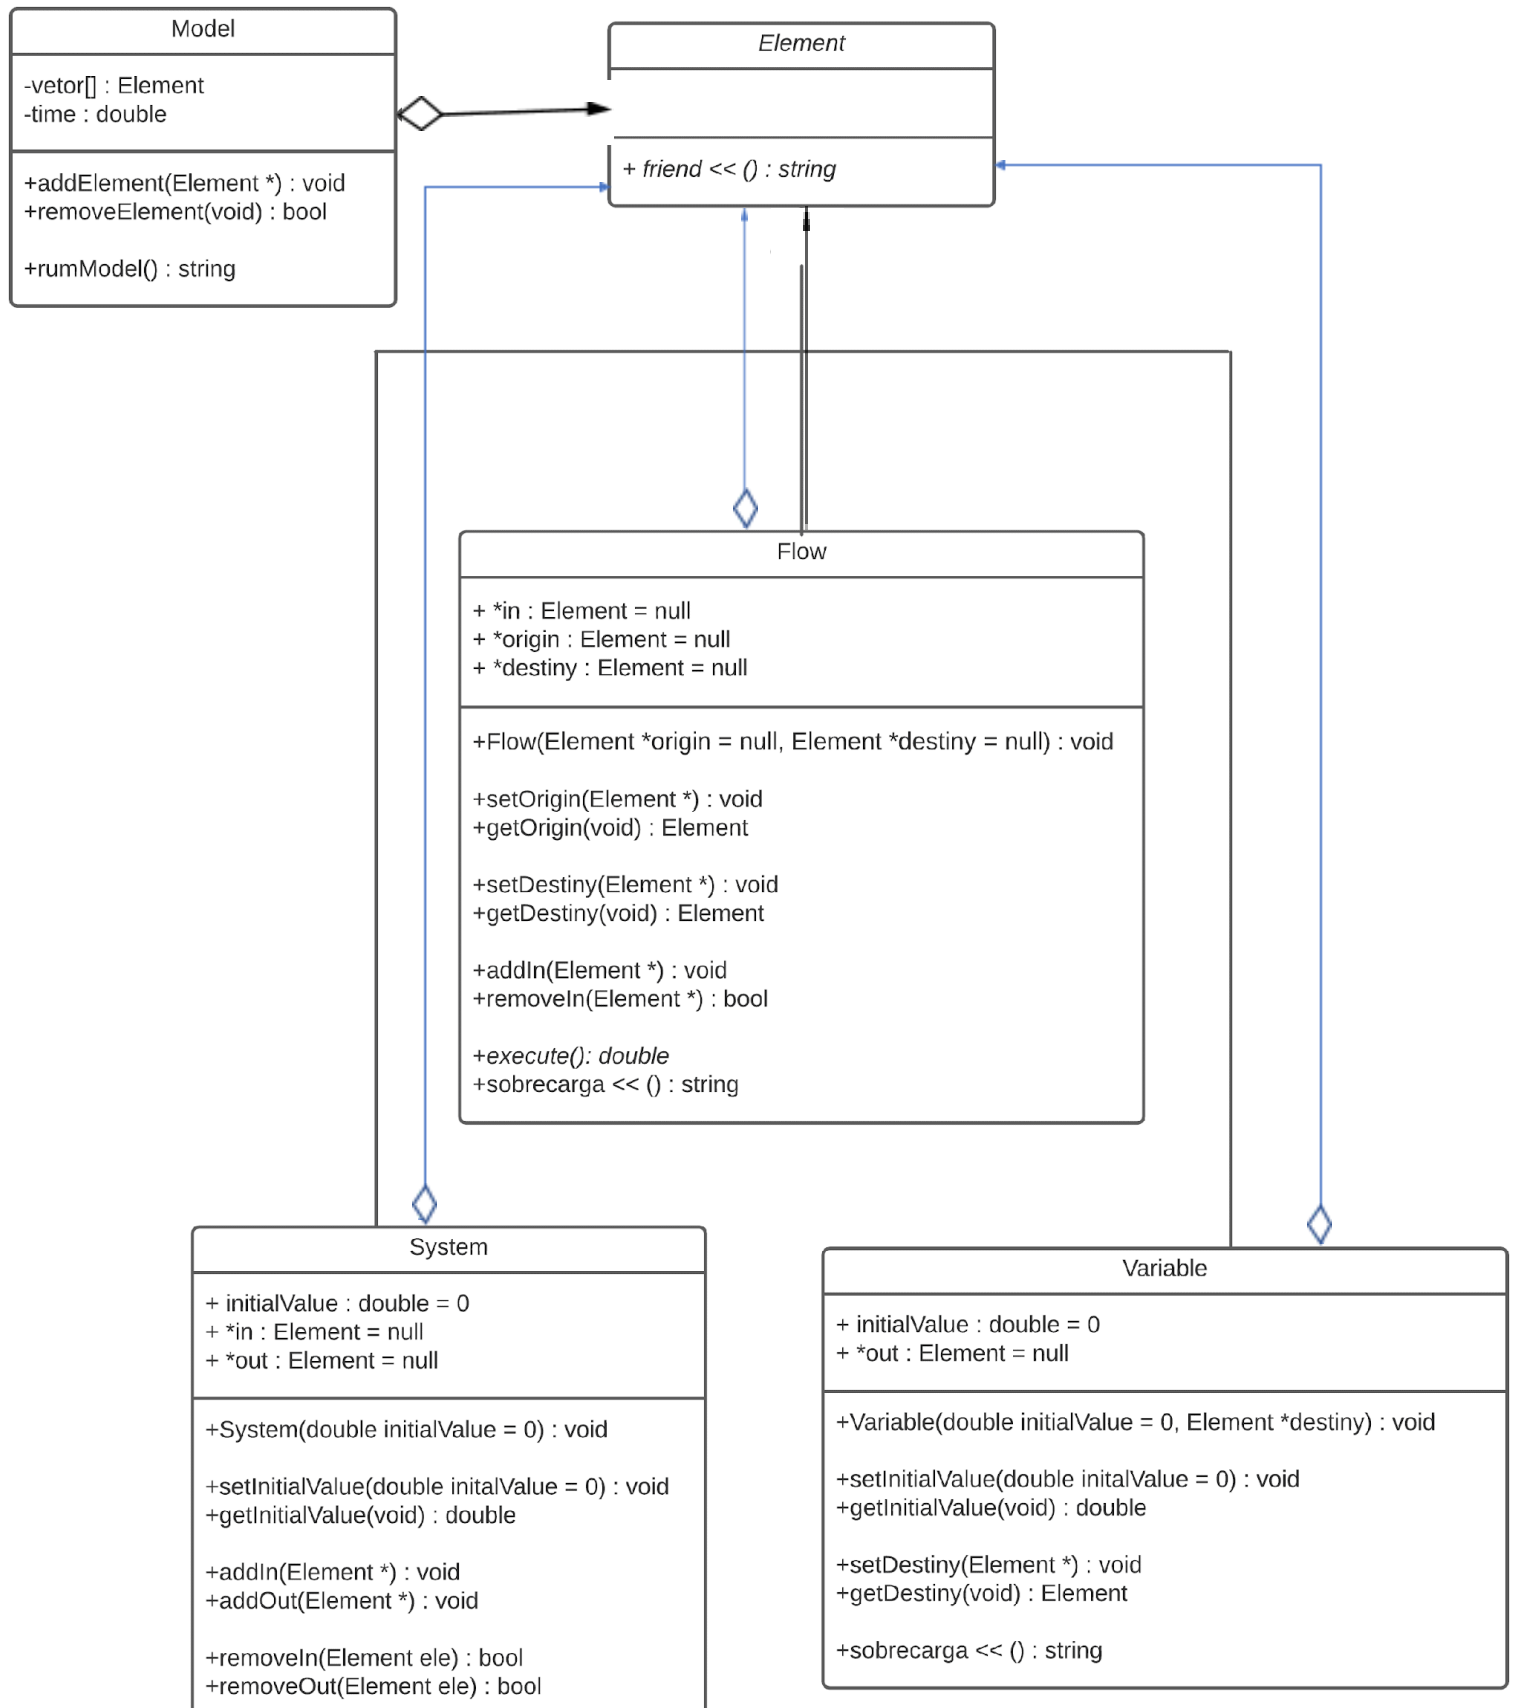 Model
-vetor[] : Element
-time : double
+addElement(Element *) : void
+removeElement(void) : bool
+rumModel() : string
Element
+ friend << () : string
Flow
+ *in : Element = null
+ *origin : Element = null
+ *destiny : Element = null
+Flow(Element *origin = null, Element *destiny = null) : void
+setOrigin(Element *) : void
+getOrigin(void) : Element
+setDestiny(Element *) : void
+getDestiny(void) : Element
+addIn(Element *) : void
+removeIn(Element *) : bool
+execute(): double
+sobrecarga << () : string
System
+ initialValue : double = 0
+ *in : Element = null
+ *out : Element = null
+System(double initialValue = 0) : void
+setInitialValue(double initalValue = 0) : void
+getInitialValue(void) : double
+addIn(Element *) : void
+addOut(Element *) : void
+removeIn(Element ele) : bool
+removeOut(Element ele) : bool
Variable
+ initialValue : double = 0
+ *out : Element = null
+Variable(double initialValue = 0, Element *destiny) : void
+setInitialValue(double initalValue = 0) : void
+getInitialValue(void) : double
+setDestiny(Element *) : void
+getDestiny(void) : Element
+sobrecarga << () : string